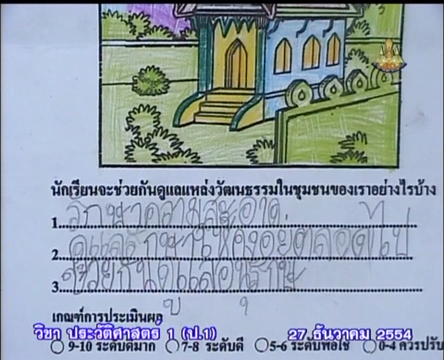 นักเรียนจะช่วยกันดูแลแหล่งวัฒนธรรมในชุมชนของเราอย่างไรบ้าง
1. รักษาความสะอาด
2. ดูแลรักษาให้คงอยู่ตลอดไป
3. ช่วยกันดูแลอนุรักษ์
เกณฑ์การประเมินผล
วิชา ประวัติศาสตร์ 1 (ป.1) 27 ธันวาคม 2554
9-10 ระดับดีมาก 7-8 ระดับดี 5-6 ระดับพอใช้ 0-4 ควรปรับ